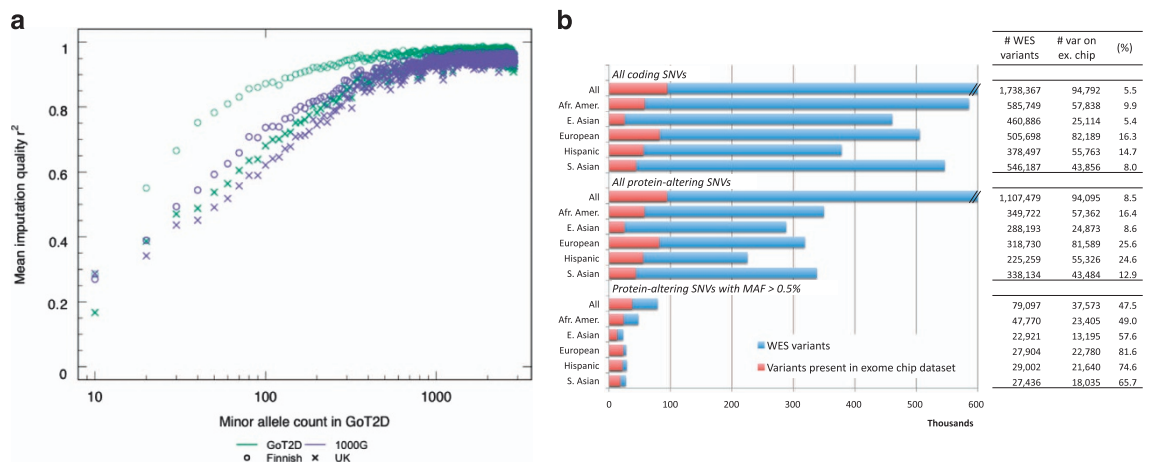 a
Mean imputation quality r²
1
0.8
0.6
0.4
0.2
0
10
100
1000
Minor allele count in GoT2D
GoT2D
1000G
Finnish
UK
b
# WES variants
# var on ex. chip
(%)
All coding SNVs
All 1,738,367 94,792 5.5
Afr. Amer. 585,749 57,838 9.9
E. Asian 460,886 25,114 5.4
European 505,698 82,189 16.3
Hispanic 378,497 55,763 14.7
S. Asian 546,187 43,856 8.0
All protein-altering SNVs
All 1,107,479 94,095 8.5
Afr. Amer. 349,722 57,362 16.4
E. Asian 288,193 24,873 8.6
European 318,730 81,589 25.6
Hispanic 225,259 55,326 24.6
S. Asian 338,134 43,484 12.9
Protein-altering SNVs with MAF > 0.5%
All 79,097 37,573 47.5
Afr. Amer. 47,770 23,405 49.0
E. Asian 22,921 13,195 57.6
European 27,904 22,780 81.6
Hispanic 29,002 21,640 74.6
S. Asian 27,436 18,035 65.7
WES variants
Variants present in exome chip dataset
0 100 200 300 400 500 600
Thousands